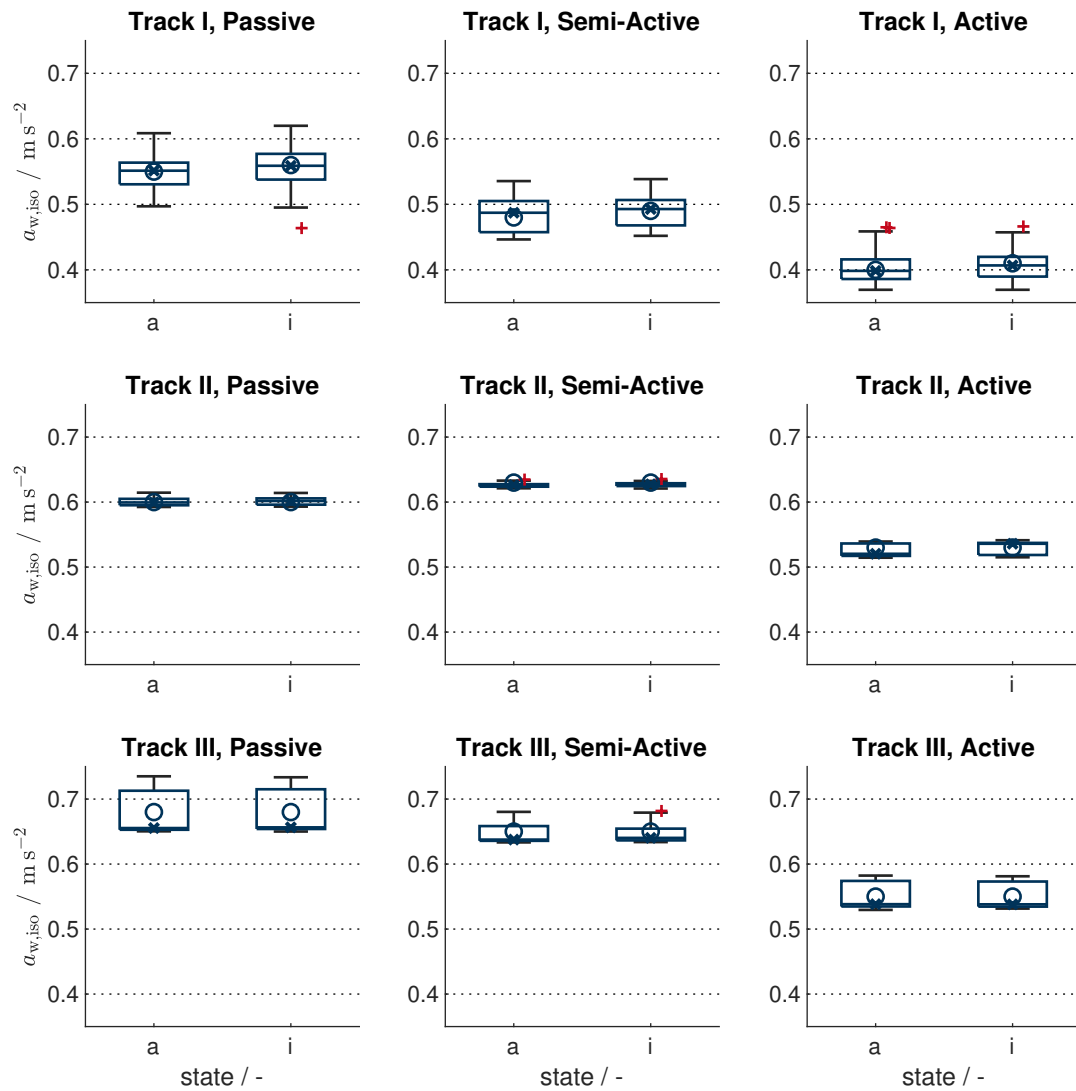 Track I, Passive
Track I, Semi-Active
Track I, Active
0.7
0.6
0.5
0.4
a_{w,iso} / m s^{-2}
a i
0.7
0.6
0.5
0.4
a i
0.7
0.6
0.5
0.4
a i
Track II, Passive
Track II, Semi-Active
Track II, Active
0.7
0.6
0.5
0.4
a_{w,iso} / m s^{-2}
a i
0.7
0.6
0.5
0.4
a i
0.7
0.6
0.5
0.4
a i
Track III, Passive
Track III, Semi-Active
Track III, Active
0.7
0.6
0.5
0.4
a_{w,iso} / m s^{-2}
a i
state / -
0.7
0.6
0.5
0.4
a i
state / -
0.7
0.6
0.5
0.4
a i
state / -